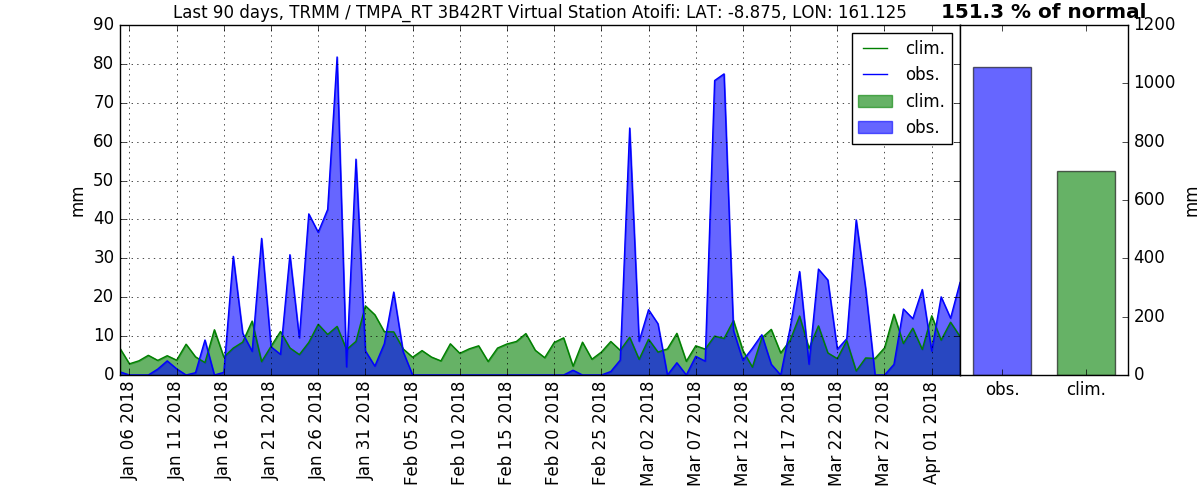 Last 90 days, TRMM / TMPA_RT 3B42RT Virtual Station Atoifi: LAT: -8.875, LON: 161.125
151.3 % of normal
90
80
70
60
50
40
30
20
10
0
mm
clim.
obs.
clim.
obs.
Jan 06 2018
Jan 11 2018
Jan 16 2018
Jan 21 2018
Jan 26 2018
Jan 31 2018
Feb 05 2018
Feb 10 2018
Feb 15 2018
Feb 20 2018
Feb 25 2018
Mar 02 2018
Mar 07 2018
Mar 12 2018
Mar 17 2018
Mar 22 2018
Mar 27 2018
Apr 01 2018
1200
1000
800
600
400
200
0
mm
obs.
clim.